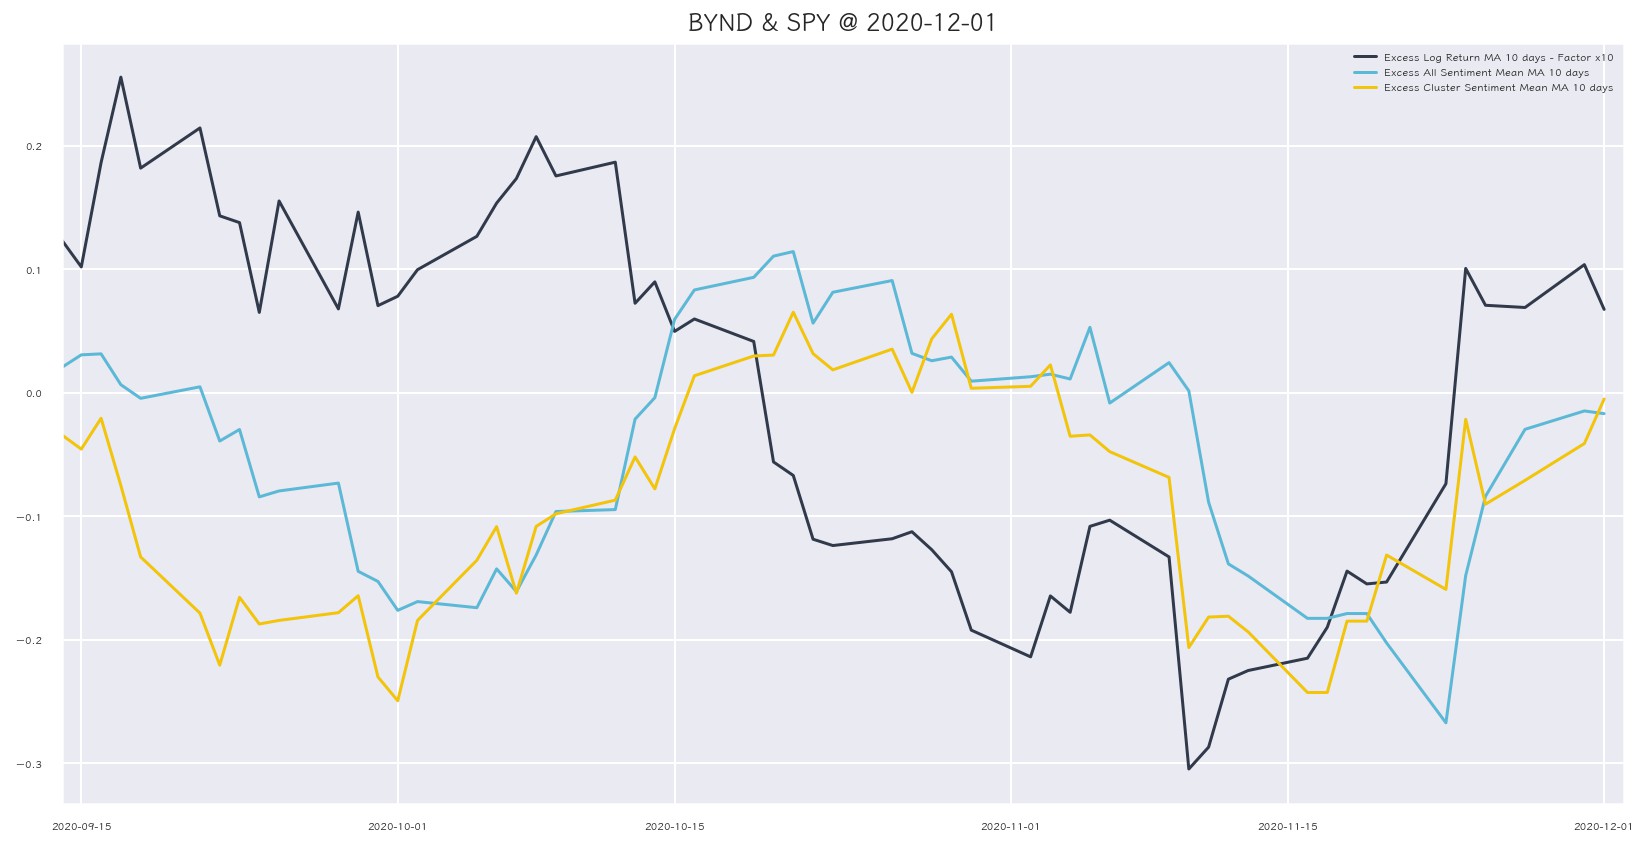 BYND & SPY @ 2020-12-01
Excess Log Return MA 10 days - Factor x10
Excess All Sentiment Mean MA 10 days
Excess Cluster Sentiment Mean MA 10 days
0.2
0.1
0.0
−0.1
−0.2
−0.3
2020-09-15 2020-10-01 2020-10-15 2020-11-01 2020-11-15 2020-12-01